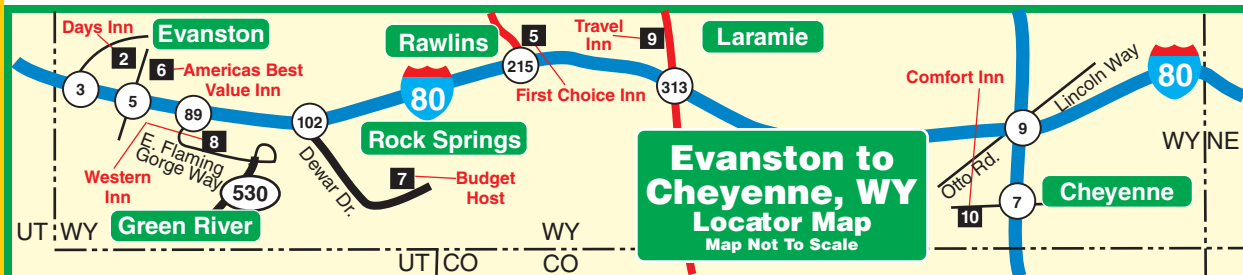 Days Inn
2
Evanston
6
Americas Best
Value Inn
3
5
89
8
E. Flaming
Gorge Way
Western
Inn
530
Green River
102
Dewar Dr.
Rock Springs
7
Budget
Host
80
Rawlins
5
215
First Choice Inn
Travel
Inn
9
Laramie
313
Evanston to
Cheyenne, WY
Locator Map
Map Not To Scale
Comfort Inn
Lincoln Way
80
9
Otto Rd.
7
10
Cheyenne
WY NE
UT WY
WY
UT CO
CO